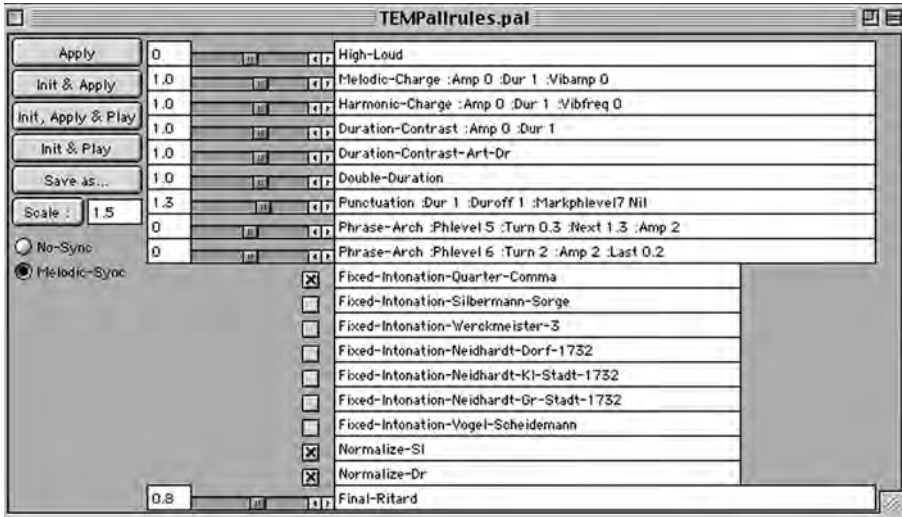 TEMPallrules.pal
Apply
Init & Apply
Init, Apply & Play
Init & Play
Save as...
Scale : 1.5
No-Sync
Melodic-Sync
0 High-Loud
1.0 Melodic-Charge :Amp 0 :Dur 1 :Vibamp 0
1.0 Harmonic-Charge :Amp 0 :Dur 1 :Vibfreq 0
1.0 Duration-Contrast :Amp 0 :Dur 1
1.0 Duration-Contrast-Art-Dr
1.0 Double-Duration
1.3 Punctuation :Dur 1 :Duroff 1 :Markphlevel7 Nil
0 Phrase-Arch :Phlevel 5 :Turn 0.3 :Next 1.3 :Amp 2
0 Phrase-Arch :Phlevel 6 :Turn 2 :Amp 2 :Last 0.2
Fixed-Intonation-Quarter-Comma
Fixed-Intonation-Silbermann-Sorge
Fixed-Intonation-Werckmeister-3
Fixed-Intonation-Neidhardt-Dorf-1732
Fixed-Intonation-Neidhardt-Kl-Stadt-1732
Fixed-Intonation-Neidhardt-Gr-Stadt-1732
Fixed-Intonation-Vogel-Scheidemann
Normalize-Sl
Normalize-Dr
0.8 Final-Ritard